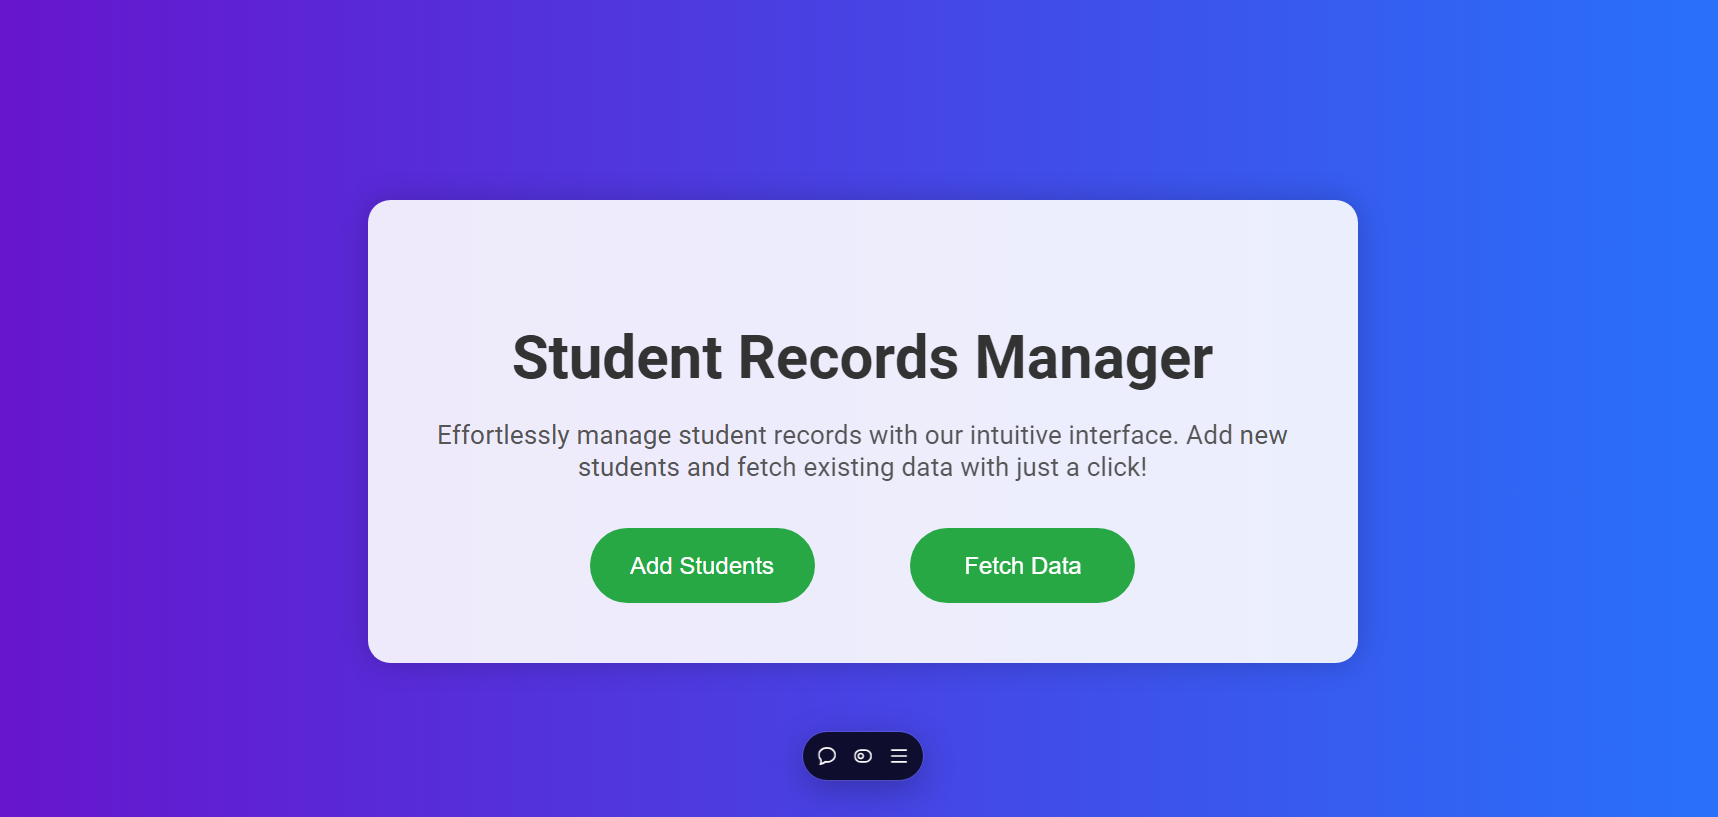 Student Records Manager
Effortlessly manage student records with our intuitive interface. Add new
students and fetch existing data with just a click!
Add Students
Fetch Data